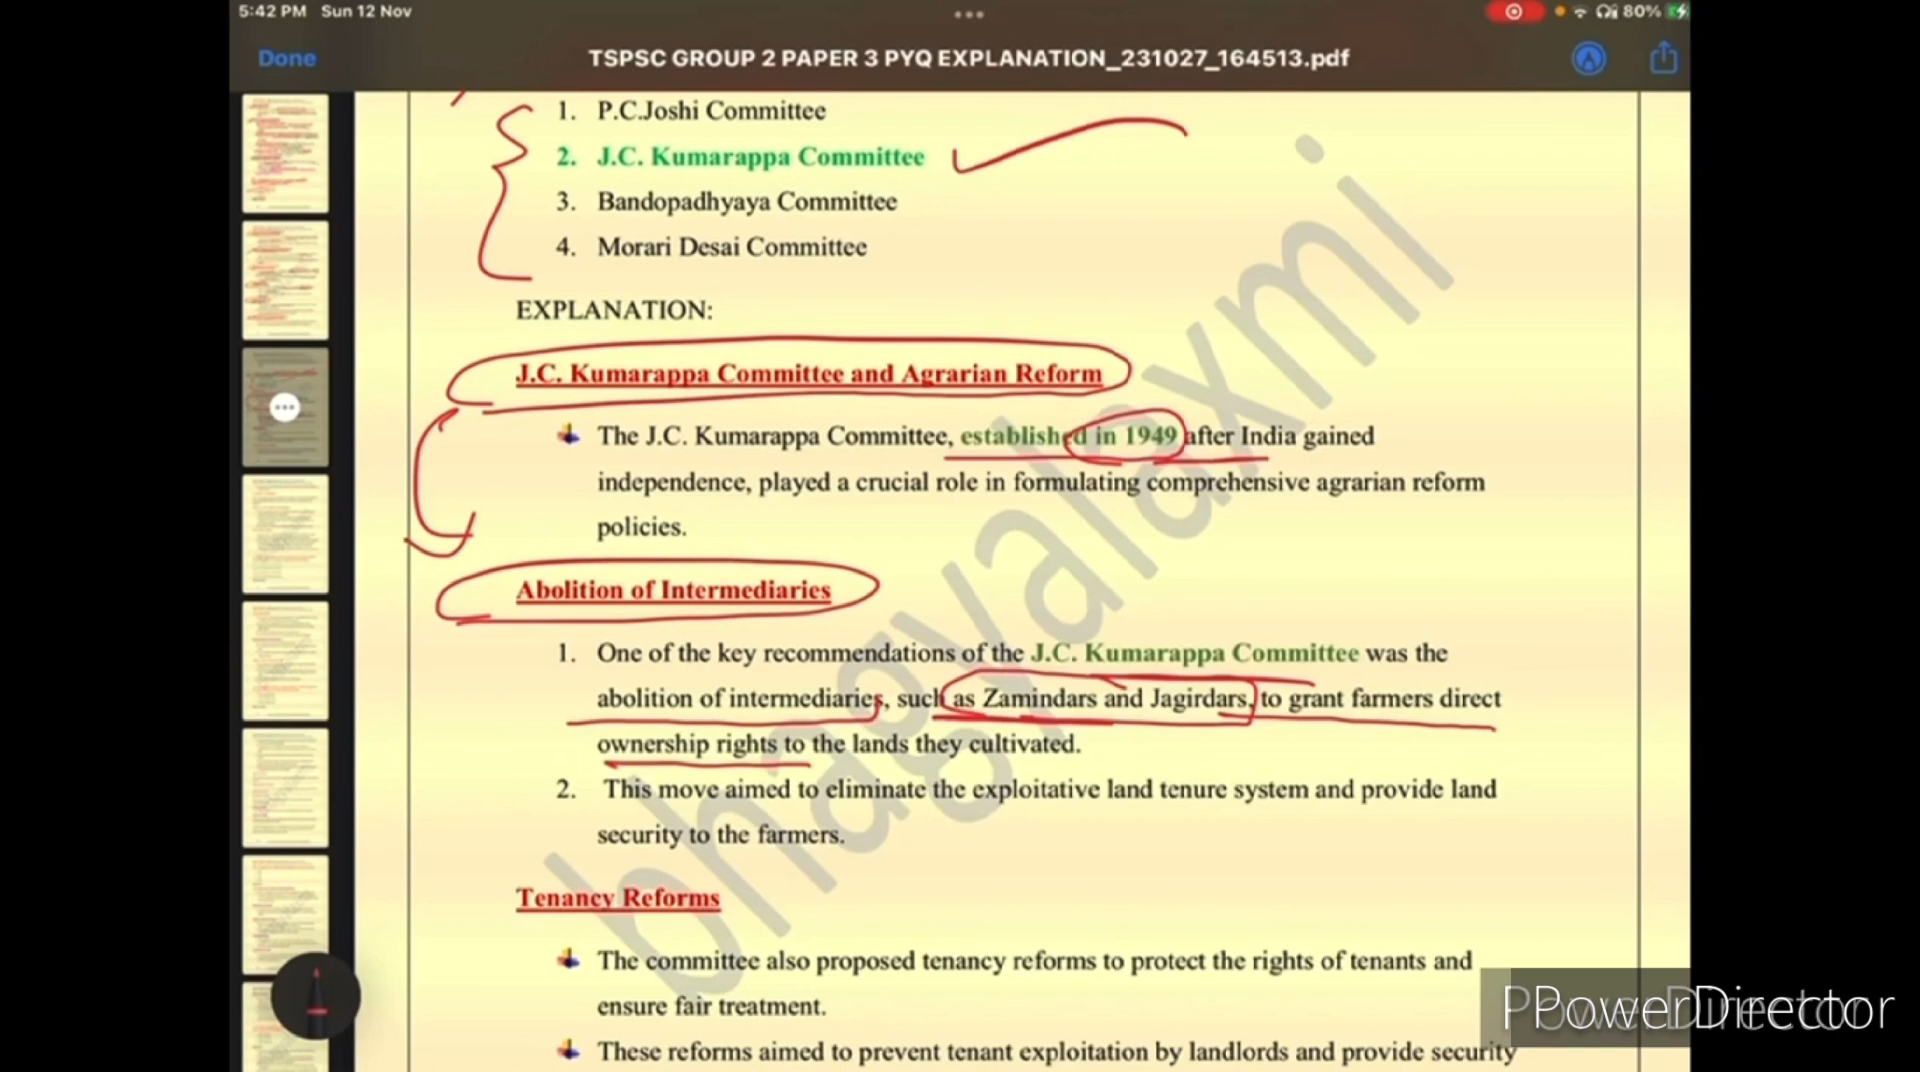 5:42 PM Sun 12 Nov
80%
Done
TSPSC GROUP 2 PAPER 3 PYQ EXPLANATION_231027_164513.pdf
1. P.C.Joshi Committee
2. J.C. Kumarappa Committee
3. Bandopadhyaya Committee
4. Morari Desai Committee
EXPLANATION:
J.C. Kumarappa Committee and Agrarian Reform
The J.C. Kumarappa Committee, established in 1949 after India gained
independence, played a crucial role in formulating comprehensive agrarian reform
policies.
Abolition of Intermediaries
1. One of the key recommendations of the J.C. Kumarappa Committee was the
abolition of intermediaries, such as Zamindars and Jagirdars, to grant farmers direct
ownership rights to the lands they cultivated.
2. This move aimed to eliminate the exploitative land tenure system and provide land
security to the farmers.
Tenancy Reforms
The committee also proposed tenancy reforms to protect the rights of tenants and
ensure fair treatment.
These reforms aimed to prevent tenant exploitation by landlords and provide security
bhagyalaxmi
PowerDirector